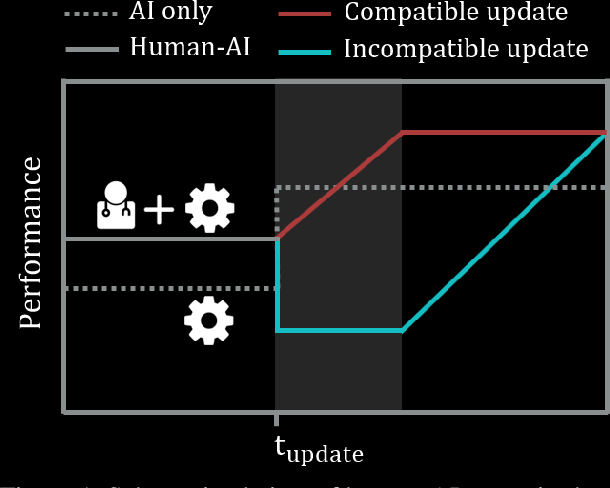 AI only
Compatible update
Human-AI
Incompatible update
Performance
t_update